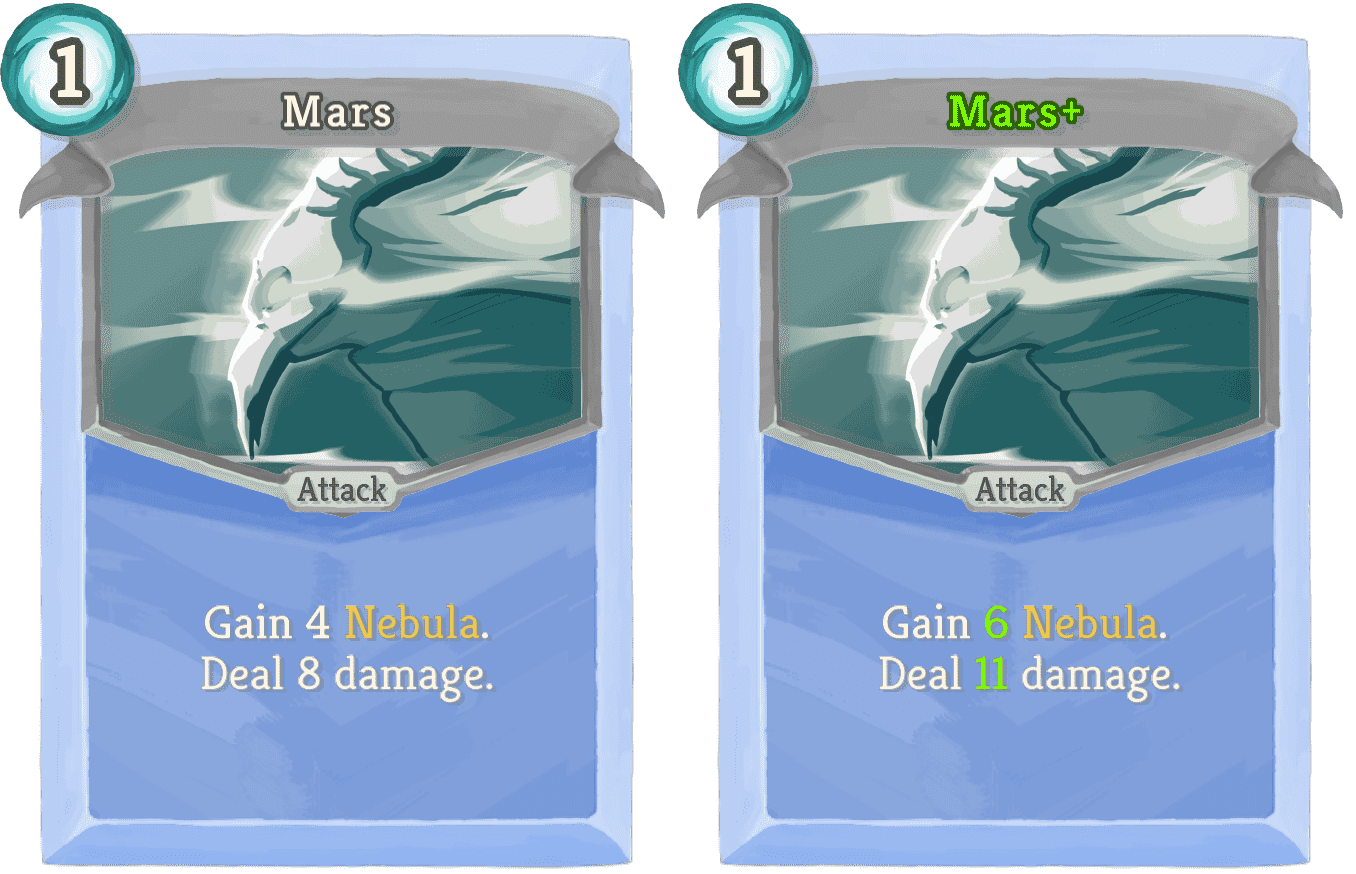 1
Mars
Attack
Gain 4 Nebula.
Deal 8 damage.
1
Mars+
Attack
Gain 6 Nebula.
Deal 11 damage.